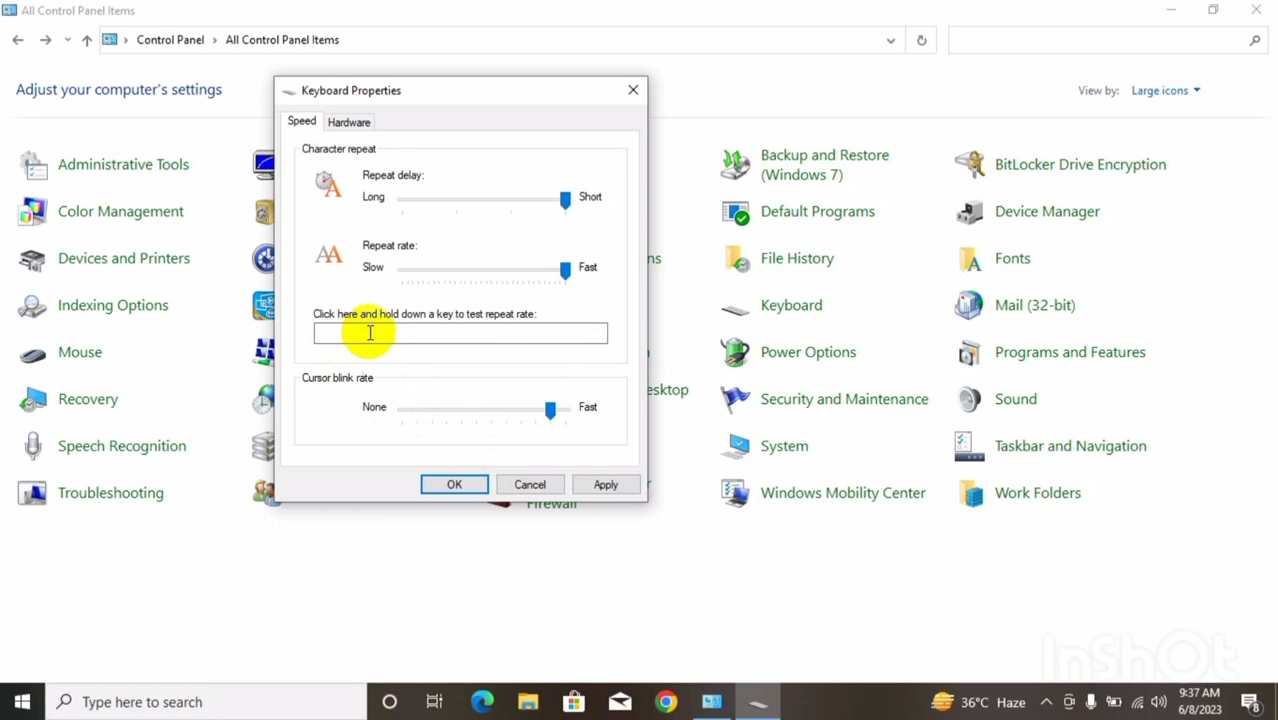 All Control Panel Items
Control Panel > All Control Panel Items
Adjust your computer's settings
View by: Large icons
Keyboard Properties
Speed
Hardware
Character repeat
Repeat delay:
Long
Short
Repeat rate:
Slow
Fast
Click here and hold down a key to test repeat rate:
Cursor blink rate
None
Fast
OK
Cancel
Apply
Administrative Tools
Backup and Restore
(Windows 7)
BitLocker Drive Encryption
Color Management
Default Programs
Device Manager
Devices and Printers
File History
Fonts
Indexing Options
Keyboard
Mail (32-bit)
Mouse
Power Options
Programs and Features
Recovery
Security and Maintenance
Sound
Speech Recognition
System
Taskbar and Navigation
Troubleshooting
Firewall
Windows Mobility Center
Work Folders
InShOt
Type here to search
36°C Haze
9:37 AM
6/8/2023
8